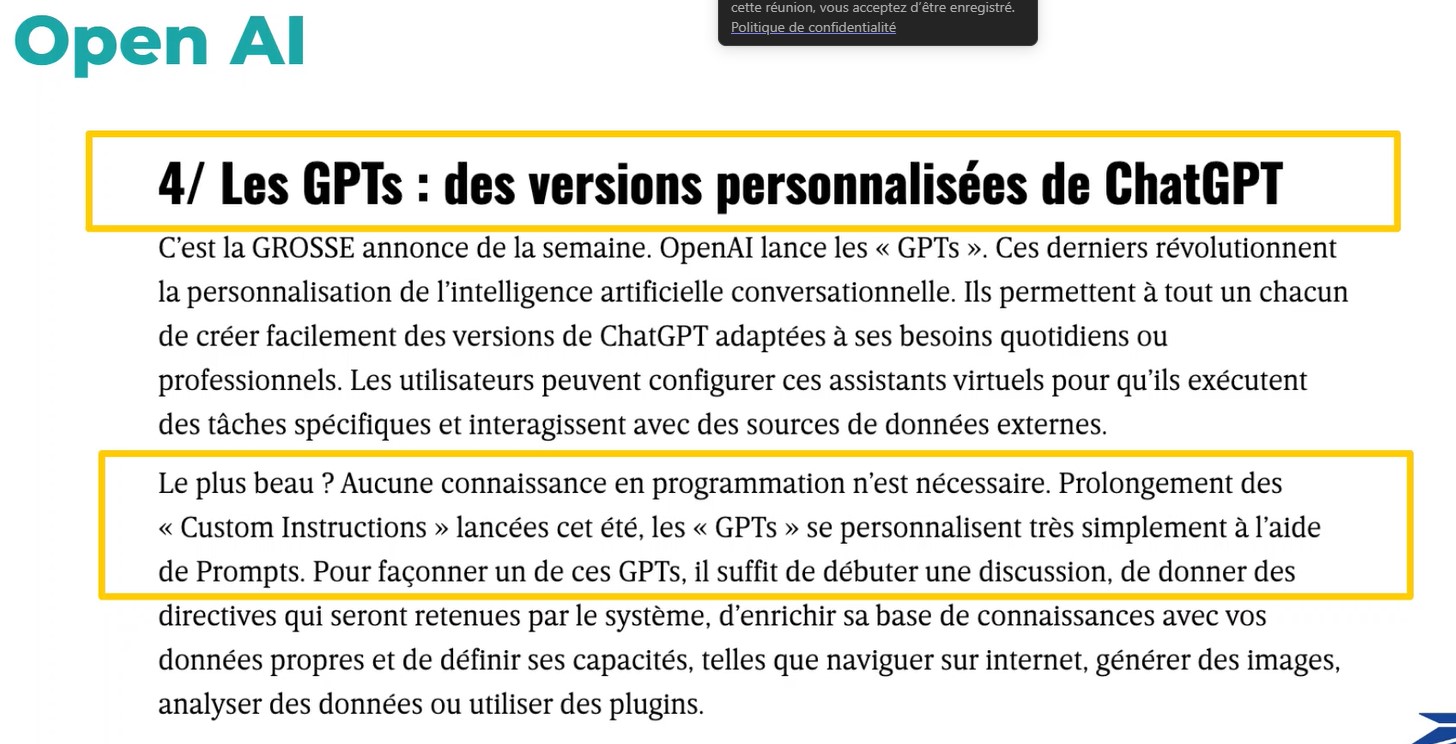 Open AI
cette réunion, vous acceptez d’être enregistré.
Politique de confidentialité
4/ Les GPTs : des versions personnalisées de ChatGPT
C’est la GROSSE annonce de la semaine. OpenAI lance les « GPTs ». Ces derniers révolutionnent
la personnalisation de l’intelligence artificielle conversationnelle. Ils permettent à tout un chacun
de créer facilement des versions de ChatGPT adaptées à ses besoins quotidiens ou
professionnels. Les utilisateurs peuvent configurer ces assistants virtuels pour qu’ils exécutent
des tâches spécifiques et interagissent avec des sources de données externes.
Le plus beau ? Aucune connaissance en programmation n’est nécessaire. Prolongement des
« Custom Instructions » lancées cet été, les « GPTs » se personnalisent très simplement à l’aide
de Prompts. Pour façonner un de ces GPTs, il suffit de débuter une discussion, de donner des
directives qui seront retenues par le système, d’enrichir sa base de connaissances avec vos
données propres et de définir ses capacités, telles que naviguer sur internet, générer des images,
analyser des données ou utiliser des plugins.